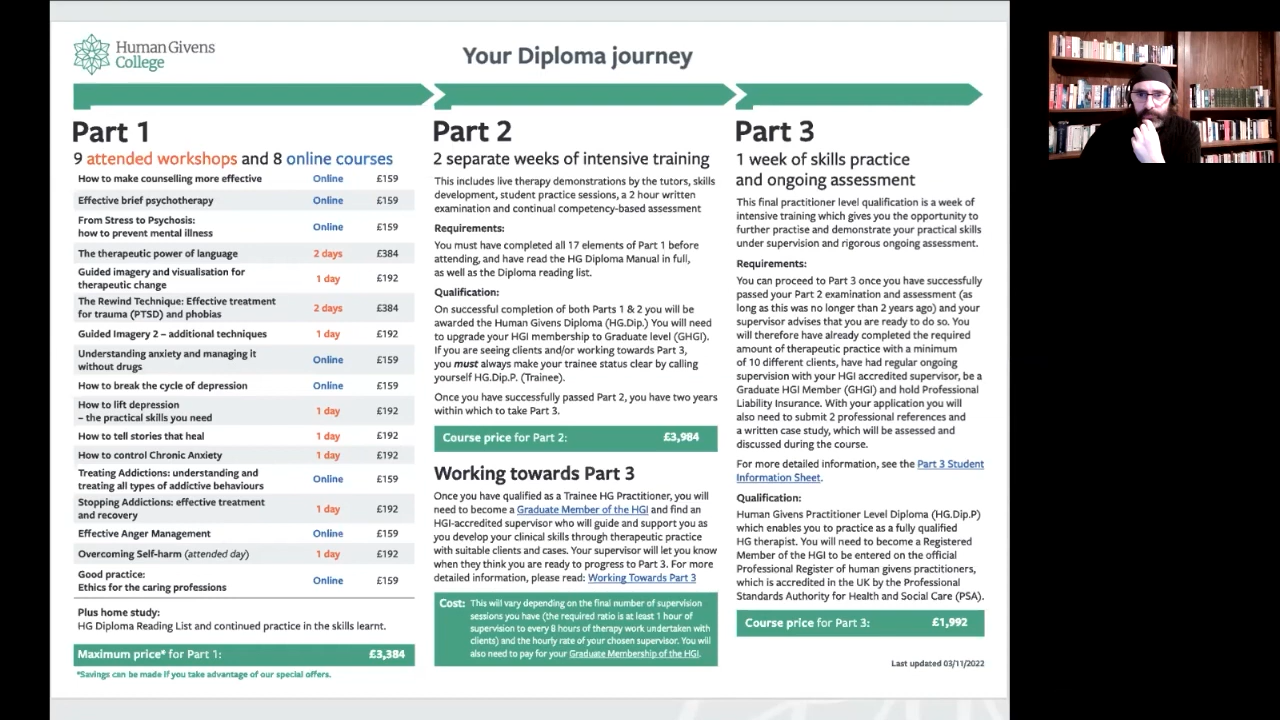 Human Givens
College
Your Diploma journey
Part 1
9 attended workshops and 8 online courses
How to make counselling more effective Online £159
Effective brief psychotherapy Online £159
From Stress to Psychosis:
how to prevent mental illness Online £159
The therapeutic power of language 2 days £384
Guided imagery and visualisation for
therapeutic change 1 day £192
The Rewind Technique: Effective treatment
for trauma (PTSD) and phobias 2 days £384
Guided Imagery 2 – additional techniques 1 day £192
Understanding anxiety and managing it
without drugs Online £159
How to break the cycle of depression Online £159
How to lift depression
– the practical skills you need 1 day £192
How to tell stories that heal 1 day £192
How to control Chronic Anxiety 1 day £192
Treating Addictions: understanding and
treating all types of addictive behaviours Online £159
Stopping Addictions: effective treatment
and recovery 1 day £192
Effective Anger Management Online £159
Overcoming Self-harm (attended day) 1 day £192
Good practice:
Ethics for the caring professions Online £159
Plus home study:
HG Diploma Reading List and continued practice in the skills learnt.
Maximum price* for Part 1: £3,384
*Savings can be made if you take advantage of our special offers.
Part 2
2 separate weeks of intensive training
This includes live therapy demonstrations by the tutors, skills
development, student practice sessions, a 2 hour written
examination and continual competency-based assessment
Requirements:
You must have completed all 17 elements of Part 1 before
attending, and have read the HG Diploma Manual in full,
as well as the Diploma reading list.
Qualification:
On successful completion of both Parts 1 & 2 you will be
awarded the Human Givens Diploma (HG.Dip.) You will need
to upgrade your HGI membership to Graduate level (GHGI).
If you are seeing clients and/or working towards Part 3,
you must always make your trainee status clear by calling
yourself HG.Dip.P. (Trainee).
Once you have successfully passed Part 2, you have two years
within which to take Part 3.
Course price for Part 2: £3,984
Working towards Part 3
Once you have qualified as a Trainee HG Practitioner, you will
need to become a Graduate Member of the HGI and find an
HGI-accredited supervisor who will guide and support you as
you develop your clinical skills through therapeutic practice
with suitable clients and cases. Your supervisor will let you know
when they think you are ready to progress to Part 3. For more
detailed information, please read: Working Towards Part 3
Cost: This will vary depending on the final number of supervision
sessions you have (the required ratio is at least 1 hour of
supervision to every 8 hours of therapy work undertaken with
clients) and the hourly rate of your chosen supervisor. You will
also need to pay for your Graduate Membership of the HGI.
Part 3
1 week of skills practice
and ongoing assessment
This final practitioner level qualification is a week of
intensive training which gives you the opportunity to
further practise and demonstrate your practical skills
under supervision and rigorous ongoing assessment.
Requirements:
You can proceed to Part 3 once you have successfully
passed your Part 2 examination and assessment (as
long as this was no longer than 2 years ago) and your
supervisor advises that you are ready to do so. You
will therefore have already completed the required
amount of therapeutic practice with a minimum
of 10 different clients, have had regular ongoing
supervision with your HGI accredited supervisor, be a
Graduate HGI Member (GHGI) and hold Professional
Liability Insurance. With your application you will
also need to submit 2 professional references and
a written case study, which will be assessed and
discussed during the course.
For more detailed information, see the Part 3 Student
Information Sheet.
Qualification:
Human Givens Practitioner Level Diploma (HG.Dip.P)
which enables you to practice as a fully qualified
HG therapist. You will need to become a Registered
Member of the HGI to be entered on the official
Professional Register of human givens practitioners,
which is accredited in the UK by the Professional
Standards Authority for Health and Social Care (PSA).
Course price for Part 3: £1,992
Last updated 03/11/2022